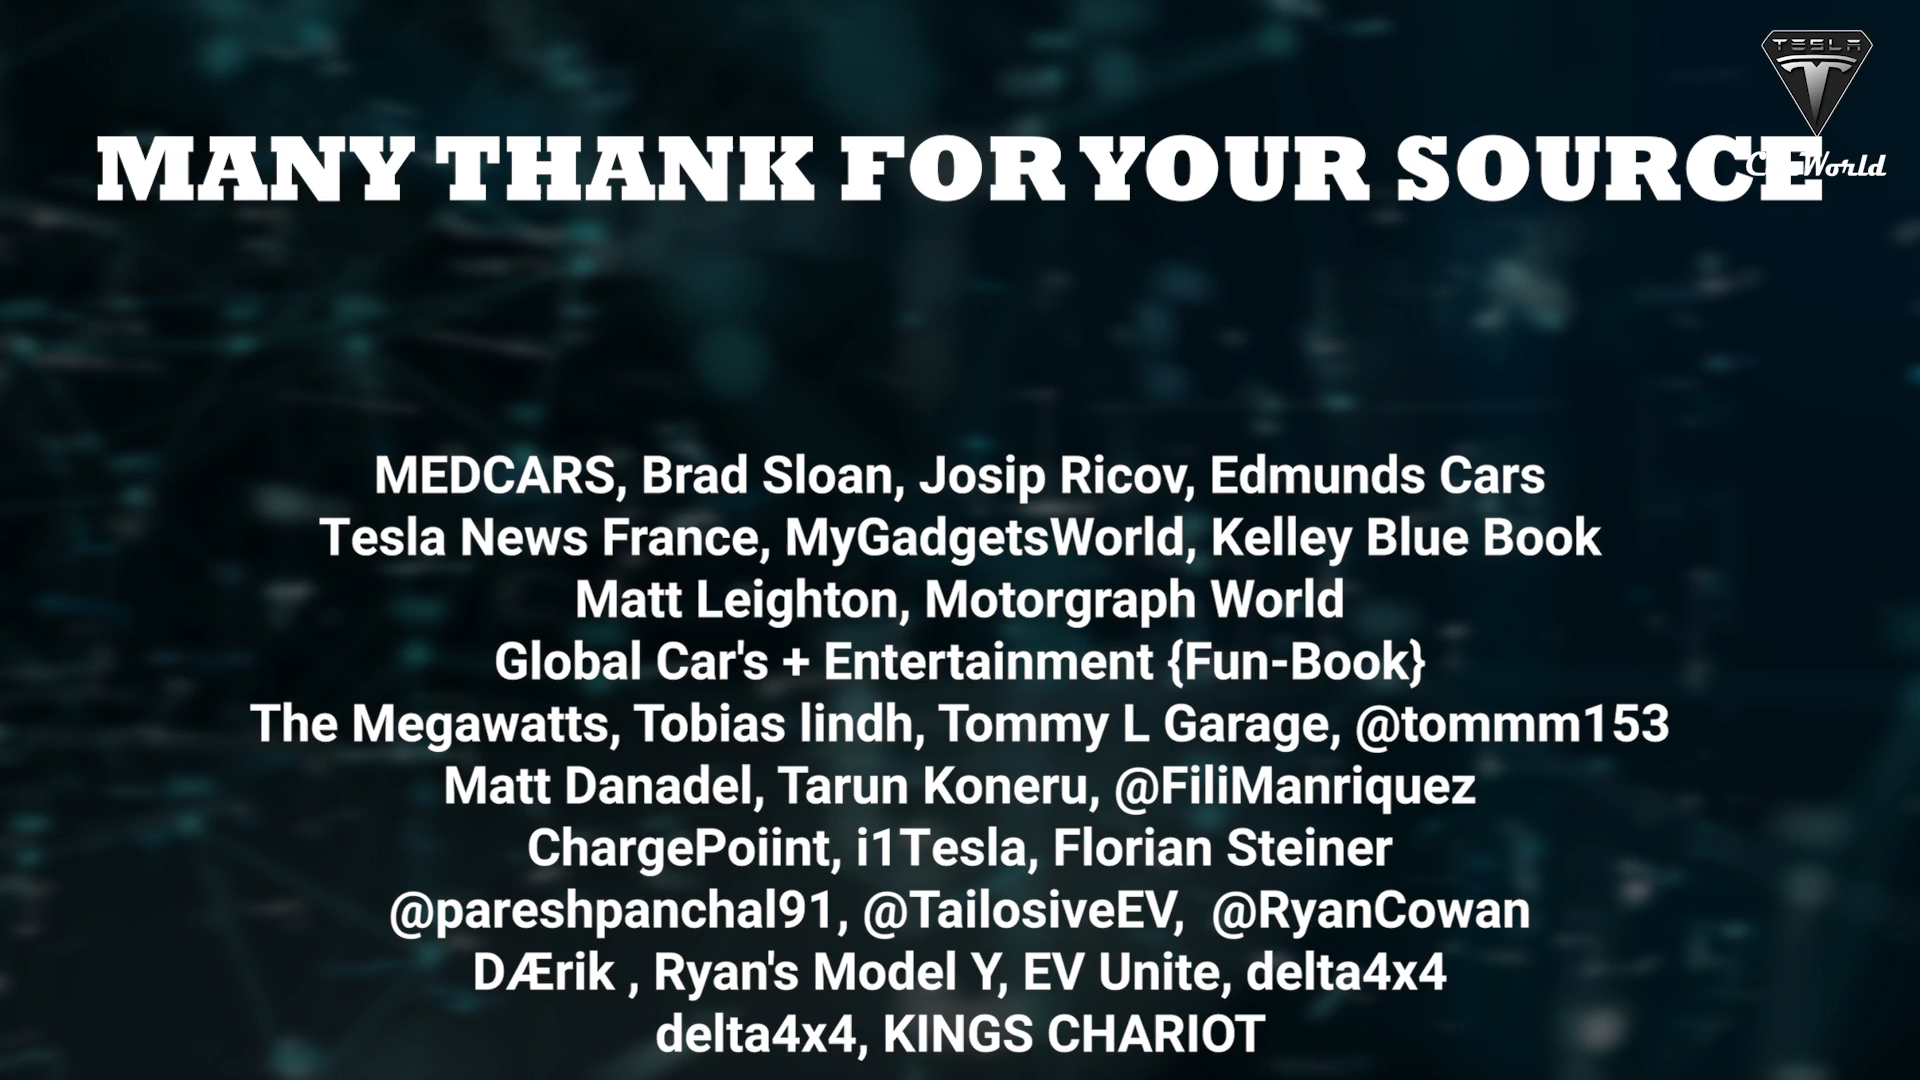 TESLA
MANY THANK FOR YOUR SOURCE
World
MEDCARS, Brad Sloan, Josip Ricov, Edmunds Cars
Tesla News France, MyGadgetsWorld, Kelley Blue Book
Matt Leighton, Motorgraph World
Global Car's + Entertainment {Fun-Book}
The Megawatts, Tobias lindh, Tommy L Garage, @tommm153
Matt Danadel, Tarun Koneru, @FiliManriquez
ChargePoiint, i1Tesla, Florian Steiner
@pareshpanchal91, @TailosiveEV,  @RyanCowan
DÆrik , Ryan's Model Y, EV Unite, delta4x4
delta4x4, KINGS CHARIOT